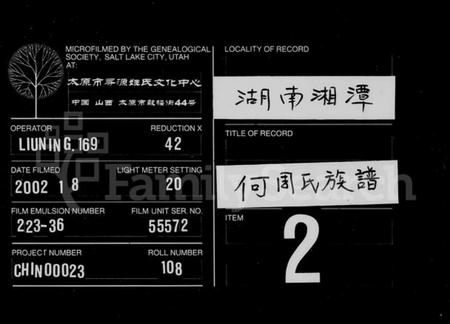 MICROFILMED BY THE GENEALOGICAL
SOCIETY, SALT LAKE CITY, UTAH
AT:
太原市寻源姓氏文化中心
中国 山西 太原市鼓楼街44号
OPERATOR
REDUCTION X
LIUNING.169
42
DATE FILMED
LIGHT METER SETTING
2002 1 8
20
FILM EMULSION NUMBER
FILM UNIT SER. NO.
223-36
55572
PROJECT NUMBER
ROLL NUMBER
CHIN00023
108
LOCALITY OF RECORD
湖南湘潭
TITLE OF RECORD
何周氏族譜
ITEM
2
FamilySearch